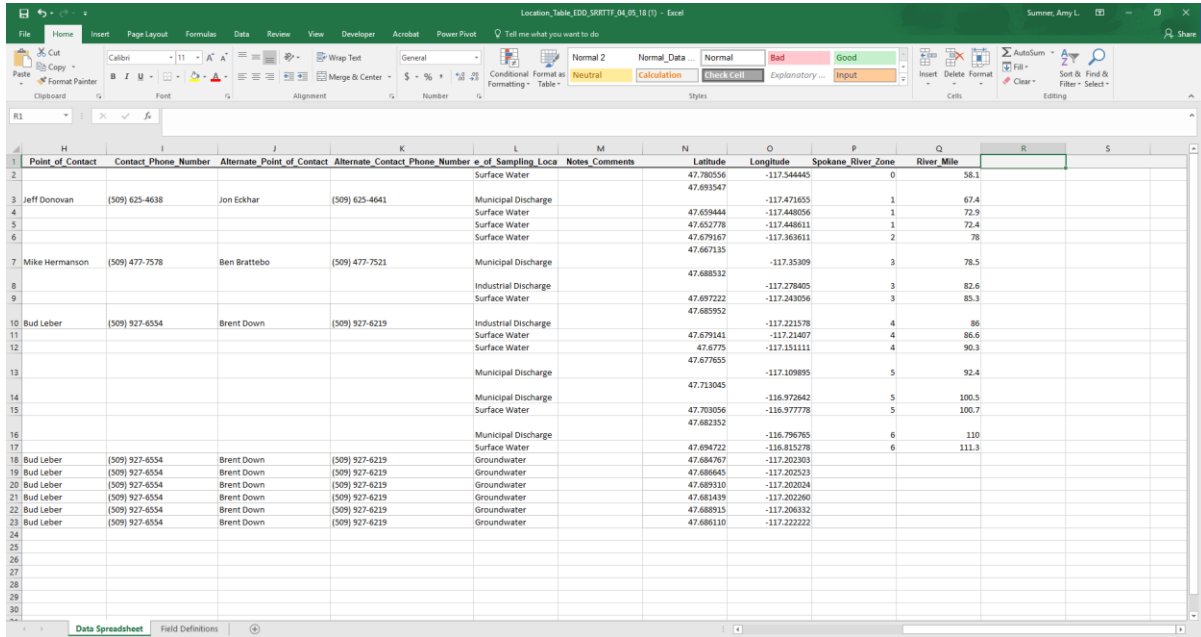 Location_Table_EDD_SRRTTF_04_05_18 (1) - Excel
Sumner, Amy L.
File Home Insert Page Layout Formulas Data Review View Developer Acrobat Power Pivot Tell me what you want to do Share
Cut
Copy
Paste
Format Painter
Calibri 11
B I U
Wrap Text
Merge & Center
General
$ % ,
Conditional Formatting
Format as Table
Normal 2 Normal_Data ... Normal Bad Good
Neutral Calculation Check Cell Explanatory ... Input
Insert Delete Format
AutoSum
Fill
Clear
Sort & Filter
Find & Select
Clipboard Font Alignment Number Styles Cells Editing
R1 fx
H I J K L M N O P Q R S
1 Point_of_Contact Contact_Phone_Number Alternate_Point_of_Contact Alternate_Contact_Phone_Number e_of_Sampling_Loca Notes_Comments Latitude Longitude Spokane_River_Zone River_Mile
2 Surface Water 47.780556 -117.544445 0 58.1
3 Jeff Donovan (509) 625-4638 Jon Eckhar (509) 625-4641 Municipal Discharge 47.693547 -117.471655 1 67.4
4 Surface Water 47.659444 -117.448056 1 72.9
5 Surface Water 47.652778 -117.448611 1 72.4
6 Surface Water 47.679167 -117.363611 2 78
7 Mike Hermanson (509) 477-7578 Ben Brattebo (509) 477-7521 Municipal Discharge 47.667135 -117.35309 3 78.5
8 Industrial Discharge 47.688532 -117.278405 3 82.6
9 Surface Water 47.697222 -117.243056 3 85.3
10 Bud Leber (509) 927-6554 Brent Down (509) 927-6219 Industrial Discharge 47.685952 -117.221578 4 86
11 Surface Water 47.679141 -117.21407 4 86.6
12 Surface Water 47.6775 -117.151111 4 90.3
13 Municipal Discharge 47.677655 -117.109895 5 92.4
14 Municipal Discharge 47.713045 -116.972642 5 100.5
15 Surface Water 47.703056 -116.977778 5 100.7
16 Municipal Discharge 47.682352 -116.796765 6 110
17 Surface Water 47.694722 -116.815278 6 111.3
18 Bud Leber (509) 927-6554 Brent Down (509) 927-6219 Groundwater 47.684767 -117.202303
19 Bud Leber (509) 927-6554 Brent Down (509) 927-6219 Groundwater 47.686645 -117.202523
20 Bud Leber (509) 927-6554 Brent Down (509) 927-6219 Groundwater 47.689310 -117.202024
21 Bud Leber (509) 927-6554 Brent Down (509) 927-6219 Groundwater 47.681439 -117.202260
22 Bud Leber (509) 927-6554 Brent Down (509) 927-6219 Groundwater 47.688915 -117.206332
23 Bud Leber (509) 927-6554 Brent Down (509) 927-6219 Groundwater 47.686110 -117.222222
24
25
26
27
28
29
30
Data Spreadsheet Field Definitions